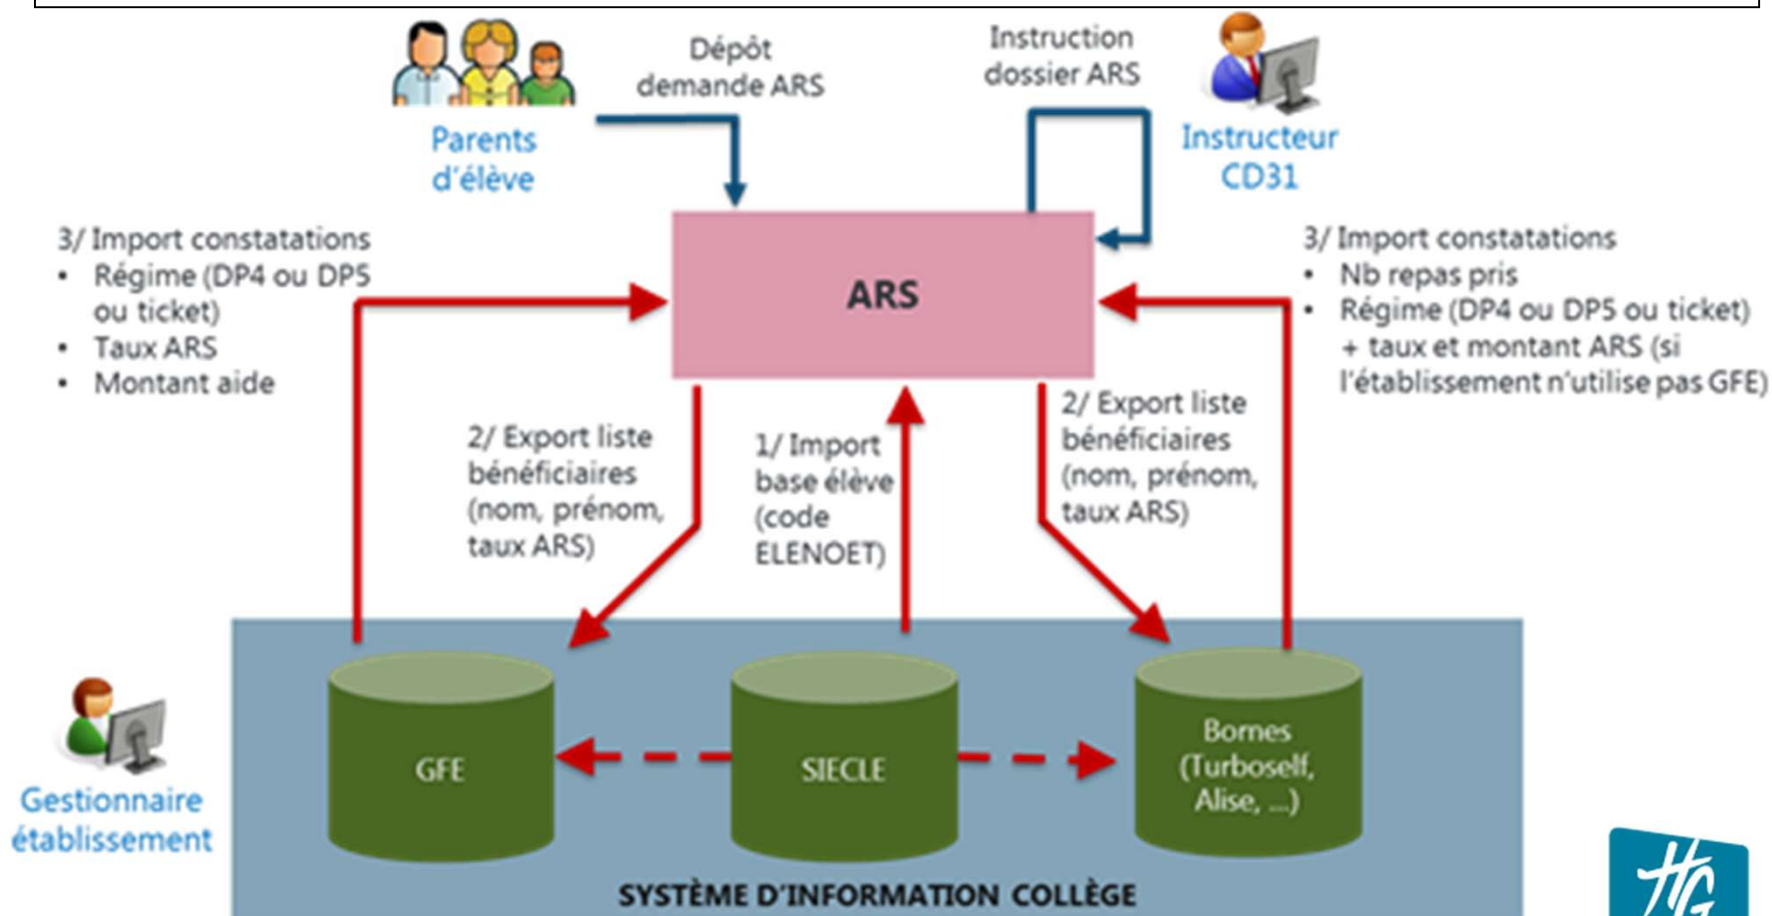 Dépôt
demande ARS
Instruction
dossier ARS
Parents
d'élève
Instructeur
CD31
3/ Import constatations
• Régime (DP4 ou DP5
ou ticket)
• Taux ARS
• Montant aide
ARS
3/ Import constatations
• Nb repas pris
• Régime (DP4 ou DP5 ou ticket)
+ taux et montant ARS (si
l'établissement n'utilise pas GFE)
2/ Export liste
bénéficiaires
(nom, prénom,
taux ARS)
1/ Import
base élève
(code
ELENOET)
2/ Export liste
bénéficiaires
(nom, prénom,
taux ARS)
Gestionnaire
établissement
GFE
SIECLE
Bornes
(Turboself,
Alise, ...)
SYSTÈME D'INFORMATION COLLÈGE
HG